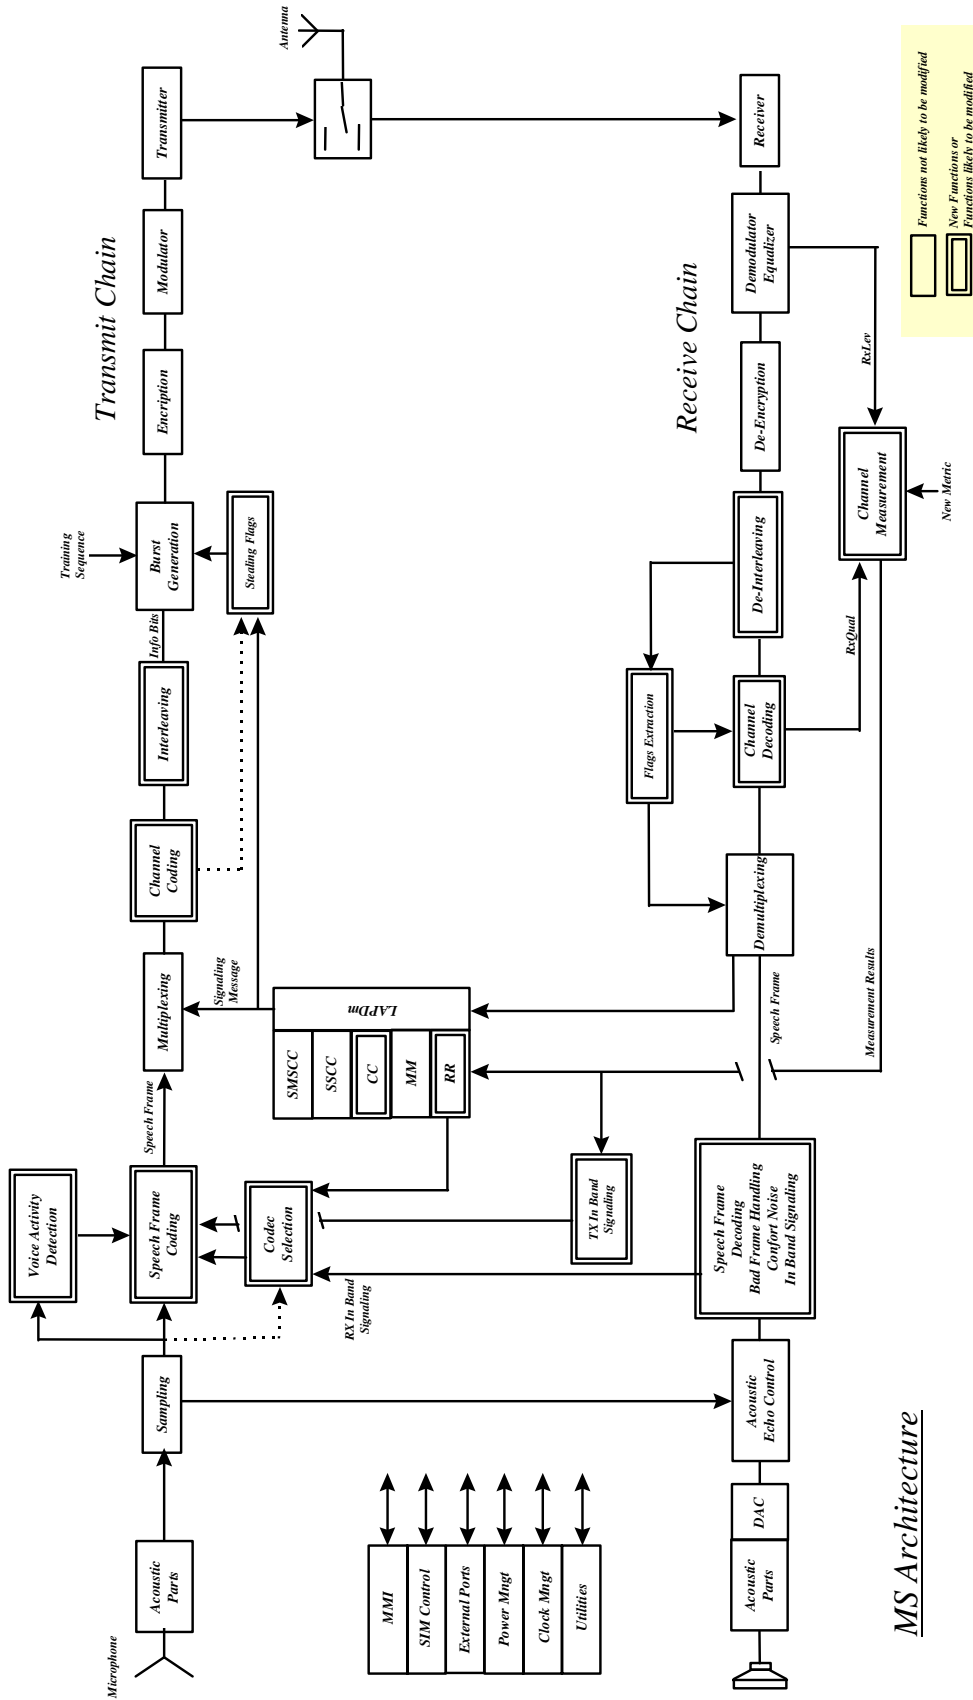 MS Architecture
Transmit Chain
Microphone
Acoustic
Parts
Sampling
Voice Activity
Detection
Speech Frame
Coding
Speech Frame
Multiplexing
Channel
Coding
Interleaving
Info Bits
Training
Sequence
Burst
Generation
Stealing Flags
Encription
Modulator
Transmitter
Antenna
Codec
Selection
RX In Band
Signaling
TX In Band
Signaling
Signaling
Message
SMSCC
SSCC
CC
MM
RR
LAPDm
MMI
SIM Control
External Ports
Power Mngt
Clock Mngt
Utilities
Receive Chain
Acoustic
Parts
DAC
Acoustic
Echo Control
Speech Frame
Decoding
Bad Frame Handling
Confort Noise
In Band Signaling
Speech Frame
Demultiplexing
Flags Extraction
Channel
Decoding
De-Interleaving
De-Encryption
Demodulator
Equalizer
Receiver
Measurement Results
RxQual
Channel
Measurement
New Metric
RxLev
Functions not likely to be modified
New Functions or
Functions likely to be modified